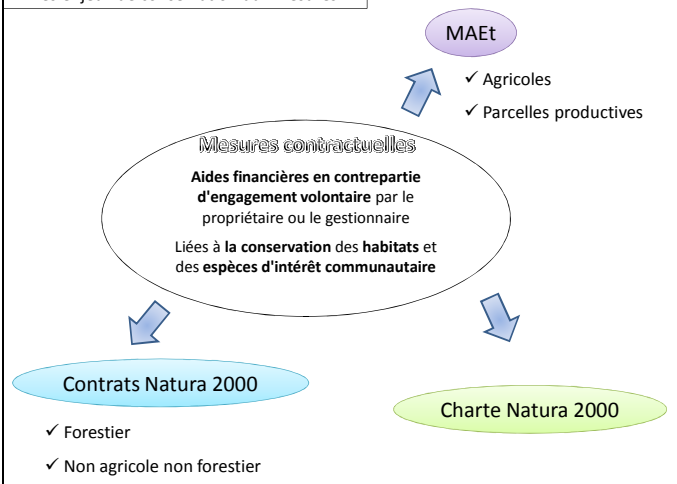 MAEt
✓ Agricoles
✓ Parcelles productives
Mesures contractuelles
Aides financières en contrepartie
d'engagement volontaire par le
propriétaire ou le gestionnaire
Liées à la conservation des habitats et
des espèces d'intérêt communautaire
Contrats Natura 2000
✓ Forestier
✓ Non agricole non forestier
Charte Natura 2000